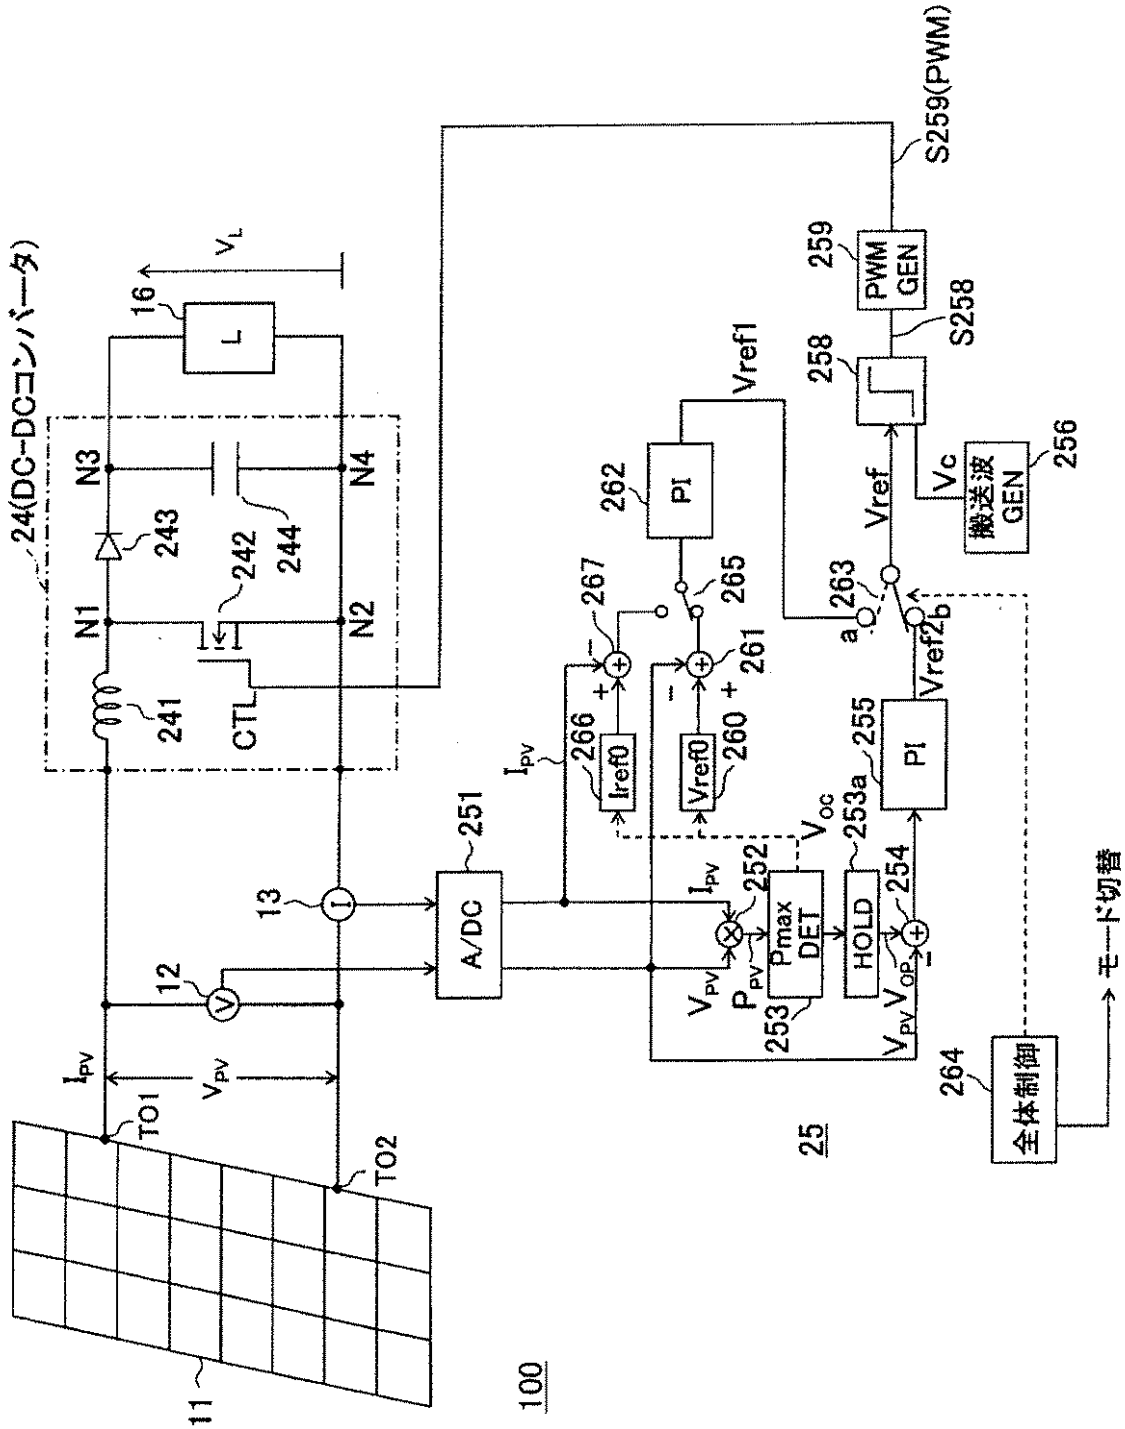 24(DC-DCコンバータ)
N1
N3
241
243
242
244
CTL
N2
N4
16
L
VL
IPV
VPV
TO1
TO2
11
12
V
13
I
A/DC
251
IPV
VPV
IPV
252
PPV
Pmax
DET
253
VOC
HOLD
253a
VOP
VPV
254
+
−
PI
255
Vref2
Iref0
266
Vref0
260
+
−
267
+
−
261
265
PI
262
Vref1
a
b
263
Vref
Vc
搬送波
GEN
256
258
S258
PWM
GEN
259
S259(PWM)
全体制御
264
モード切替
25
100